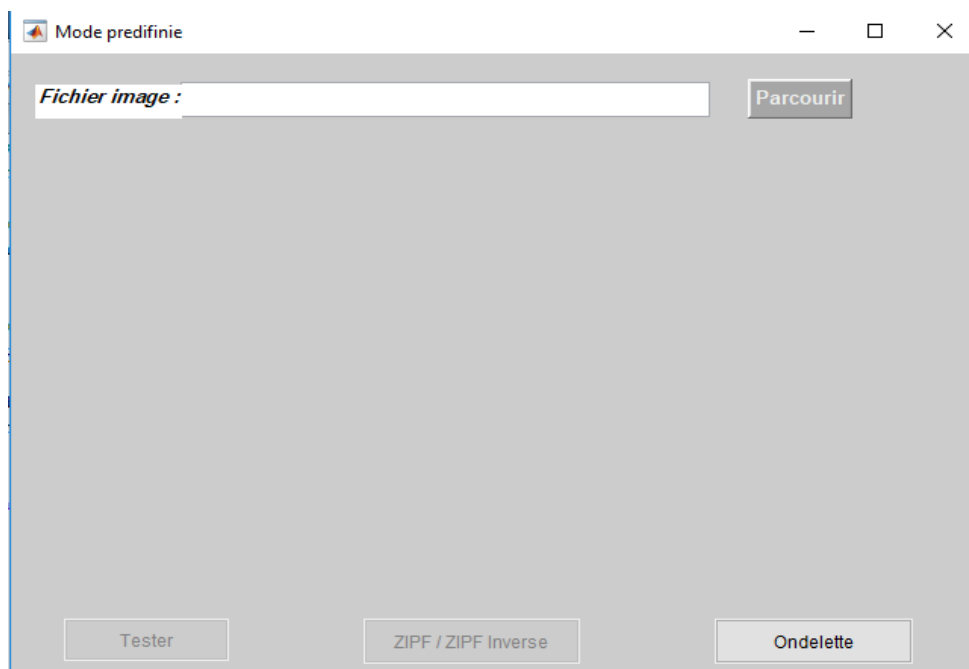 Mode predifinie
Fichier image :
Parcourir
Tester
ZIPF / ZIPF Inverse
Ondelette